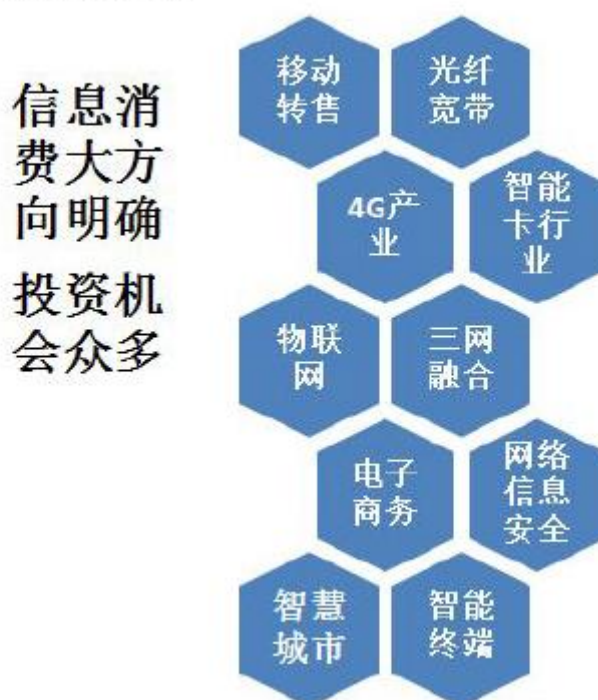 信息消
费大方
向明确
投资机
会众多
移动
转售
光纤
宽带
4G产
业
智能
卡行
业
物联
网
三网
融合
电子
商务
网络
信息
安全
智慧
城市
智能
终端